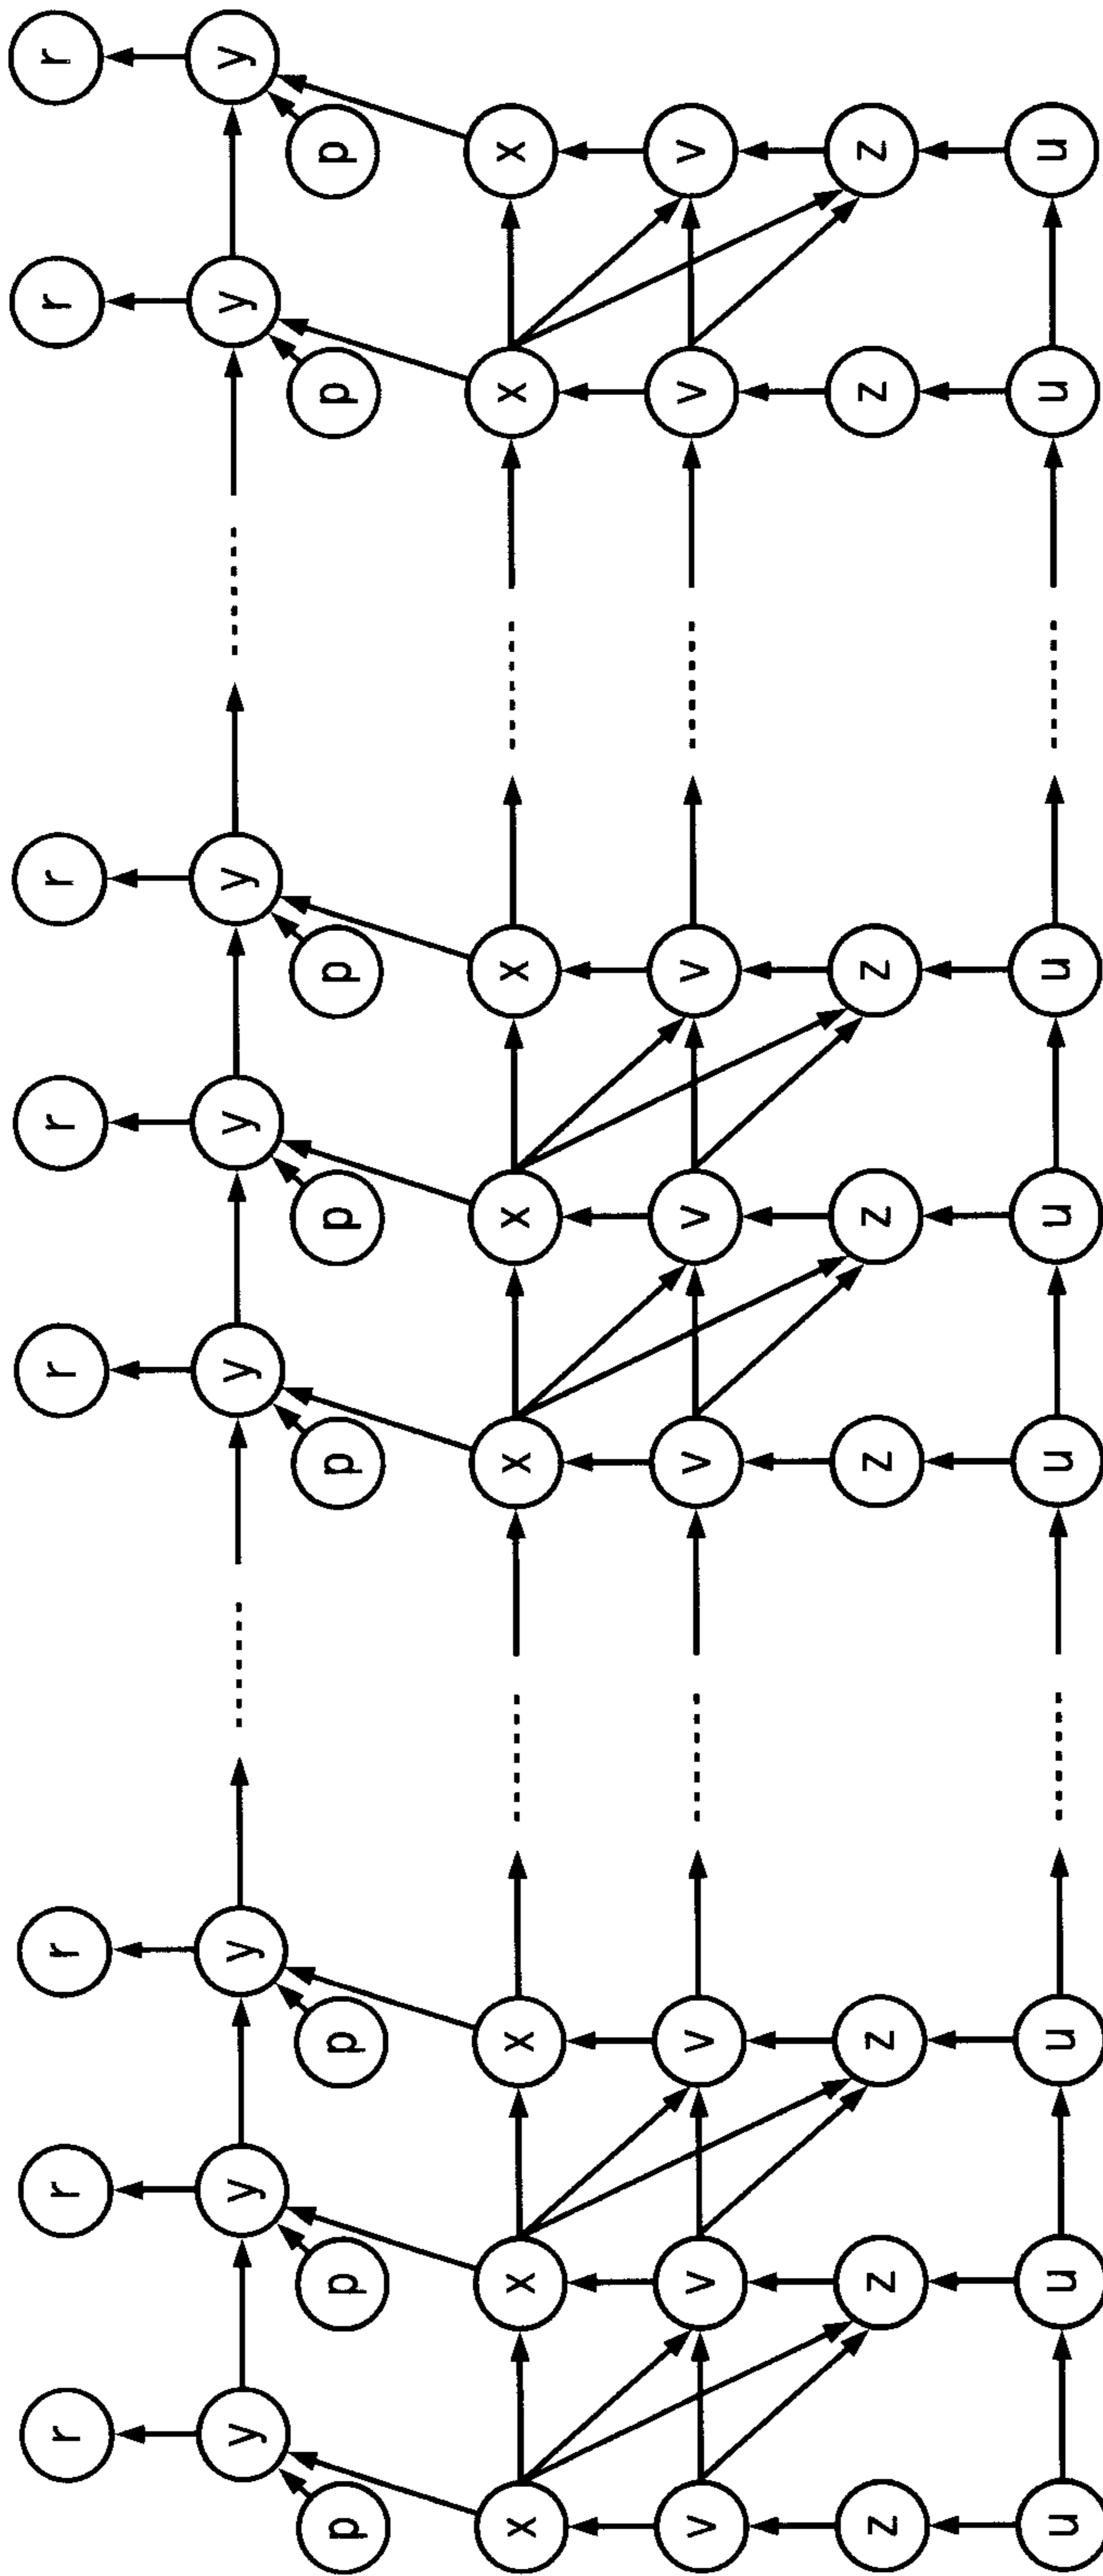 r r r r r r r r
y y y y y y y y
p p p p p p p p
x x x x x x x x
v v v v v v v v
z z z z z z z z
u u u u u u u u